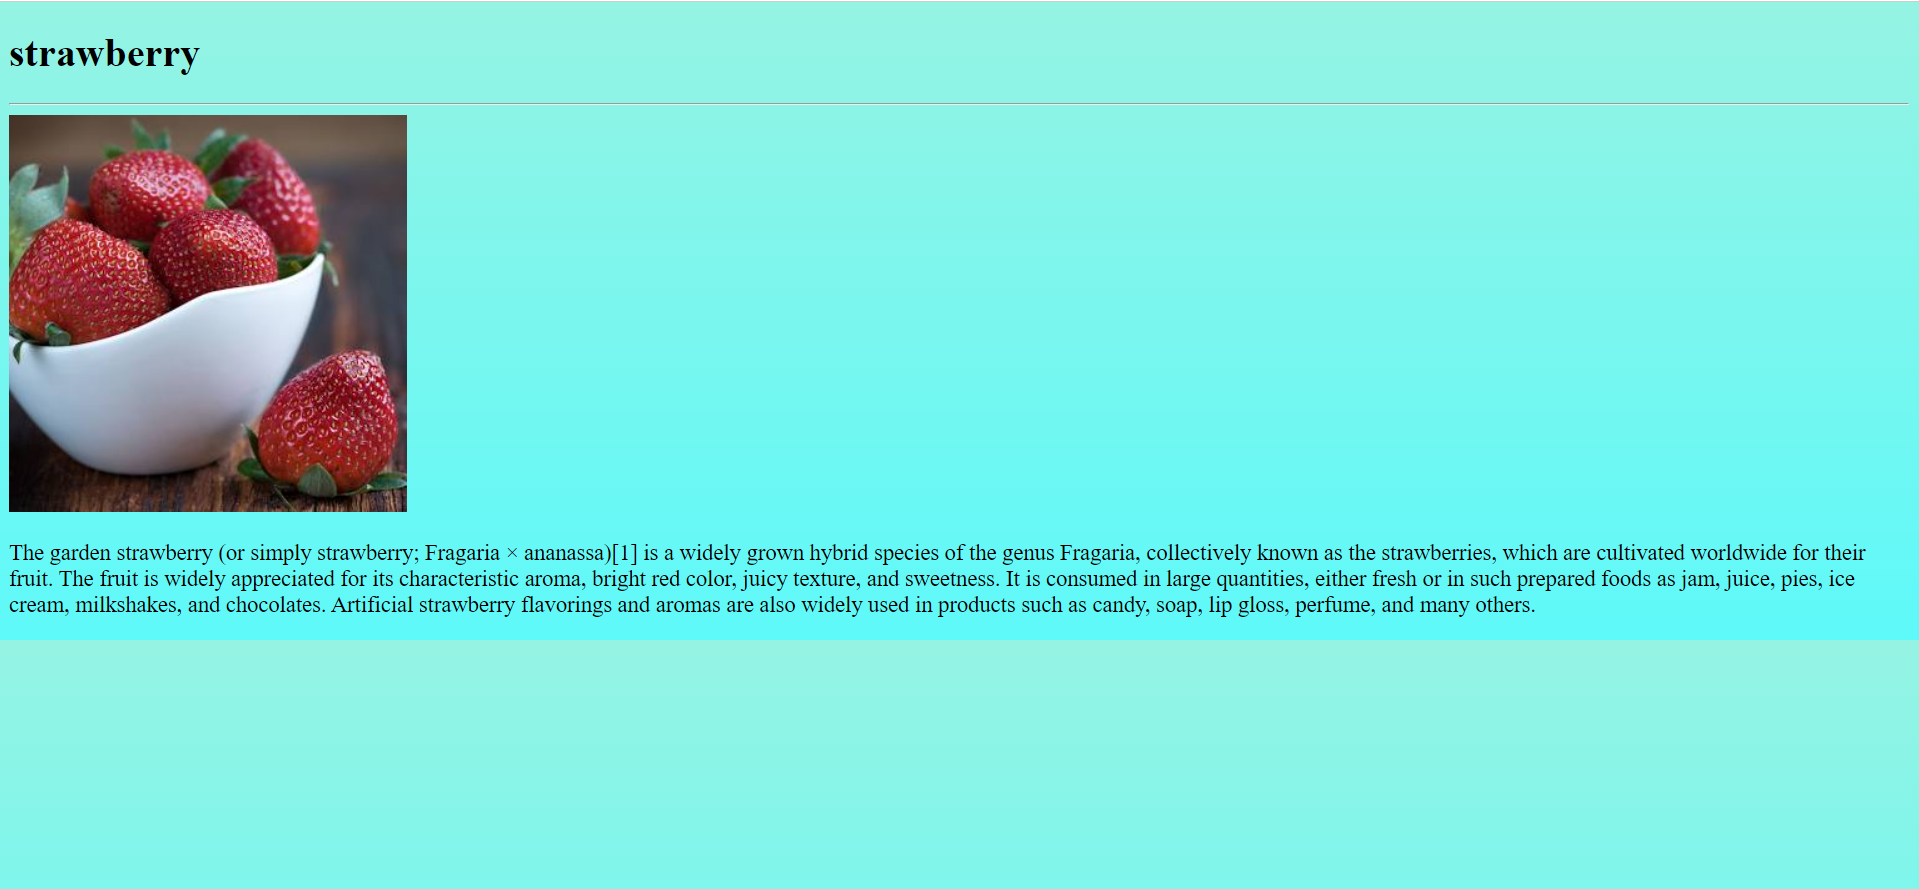 strawberry
The garden strawberry (or simply strawberry; Fragaria × ananassa)[1] is a widely grown hybrid species of the genus Fragaria, collectively known as the strawberries, which are cultivated worldwide for their
fruit. The fruit is widely appreciated for its characteristic aroma, bright red color, juicy texture, and sweetness. It is consumed in large quantities, either fresh or in such prepared foods as jam, juice, pies, ice
cream, milkshakes, and chocolates. Artificial strawberry flavorings and aromas are also widely used in products such as candy, soap, lip gloss, perfume, and many others.